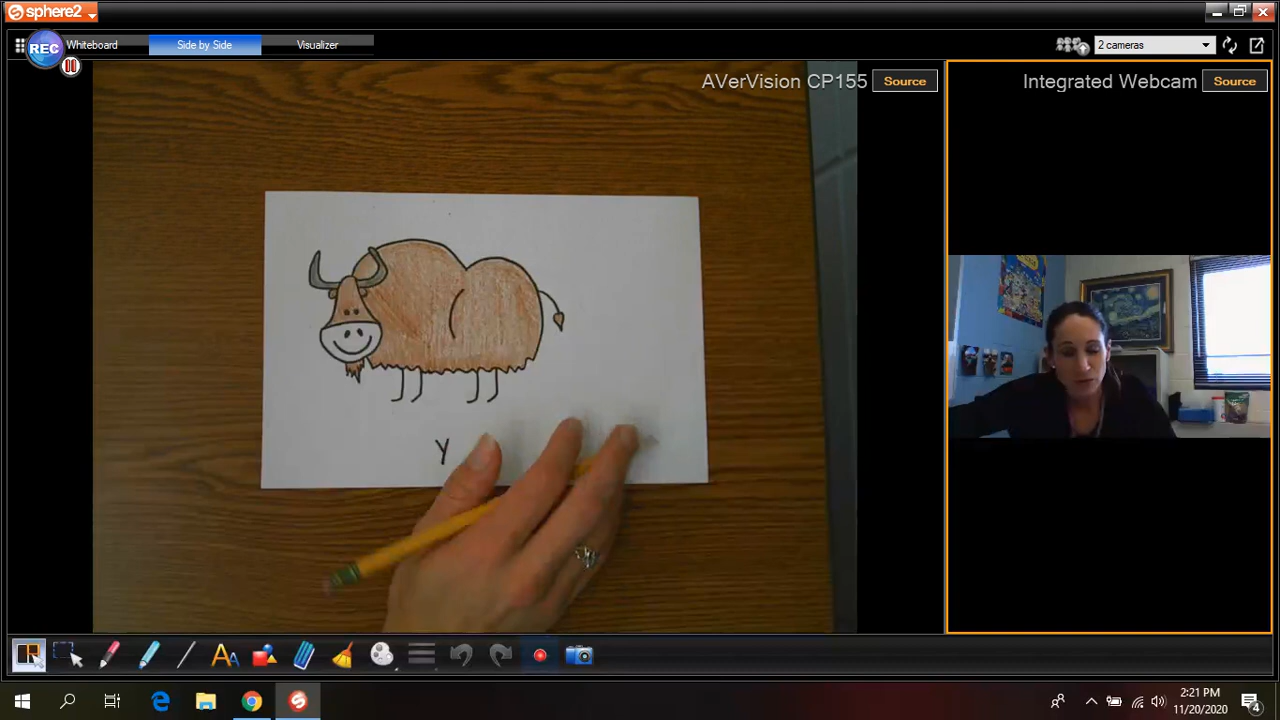 sphere2
REC
Whiteboard
Side by Side
Visualizer
2 cameras
AVerVision CP155
Source
Integrated Webcam
Source
y
2:21 PM
11/20/2020
4